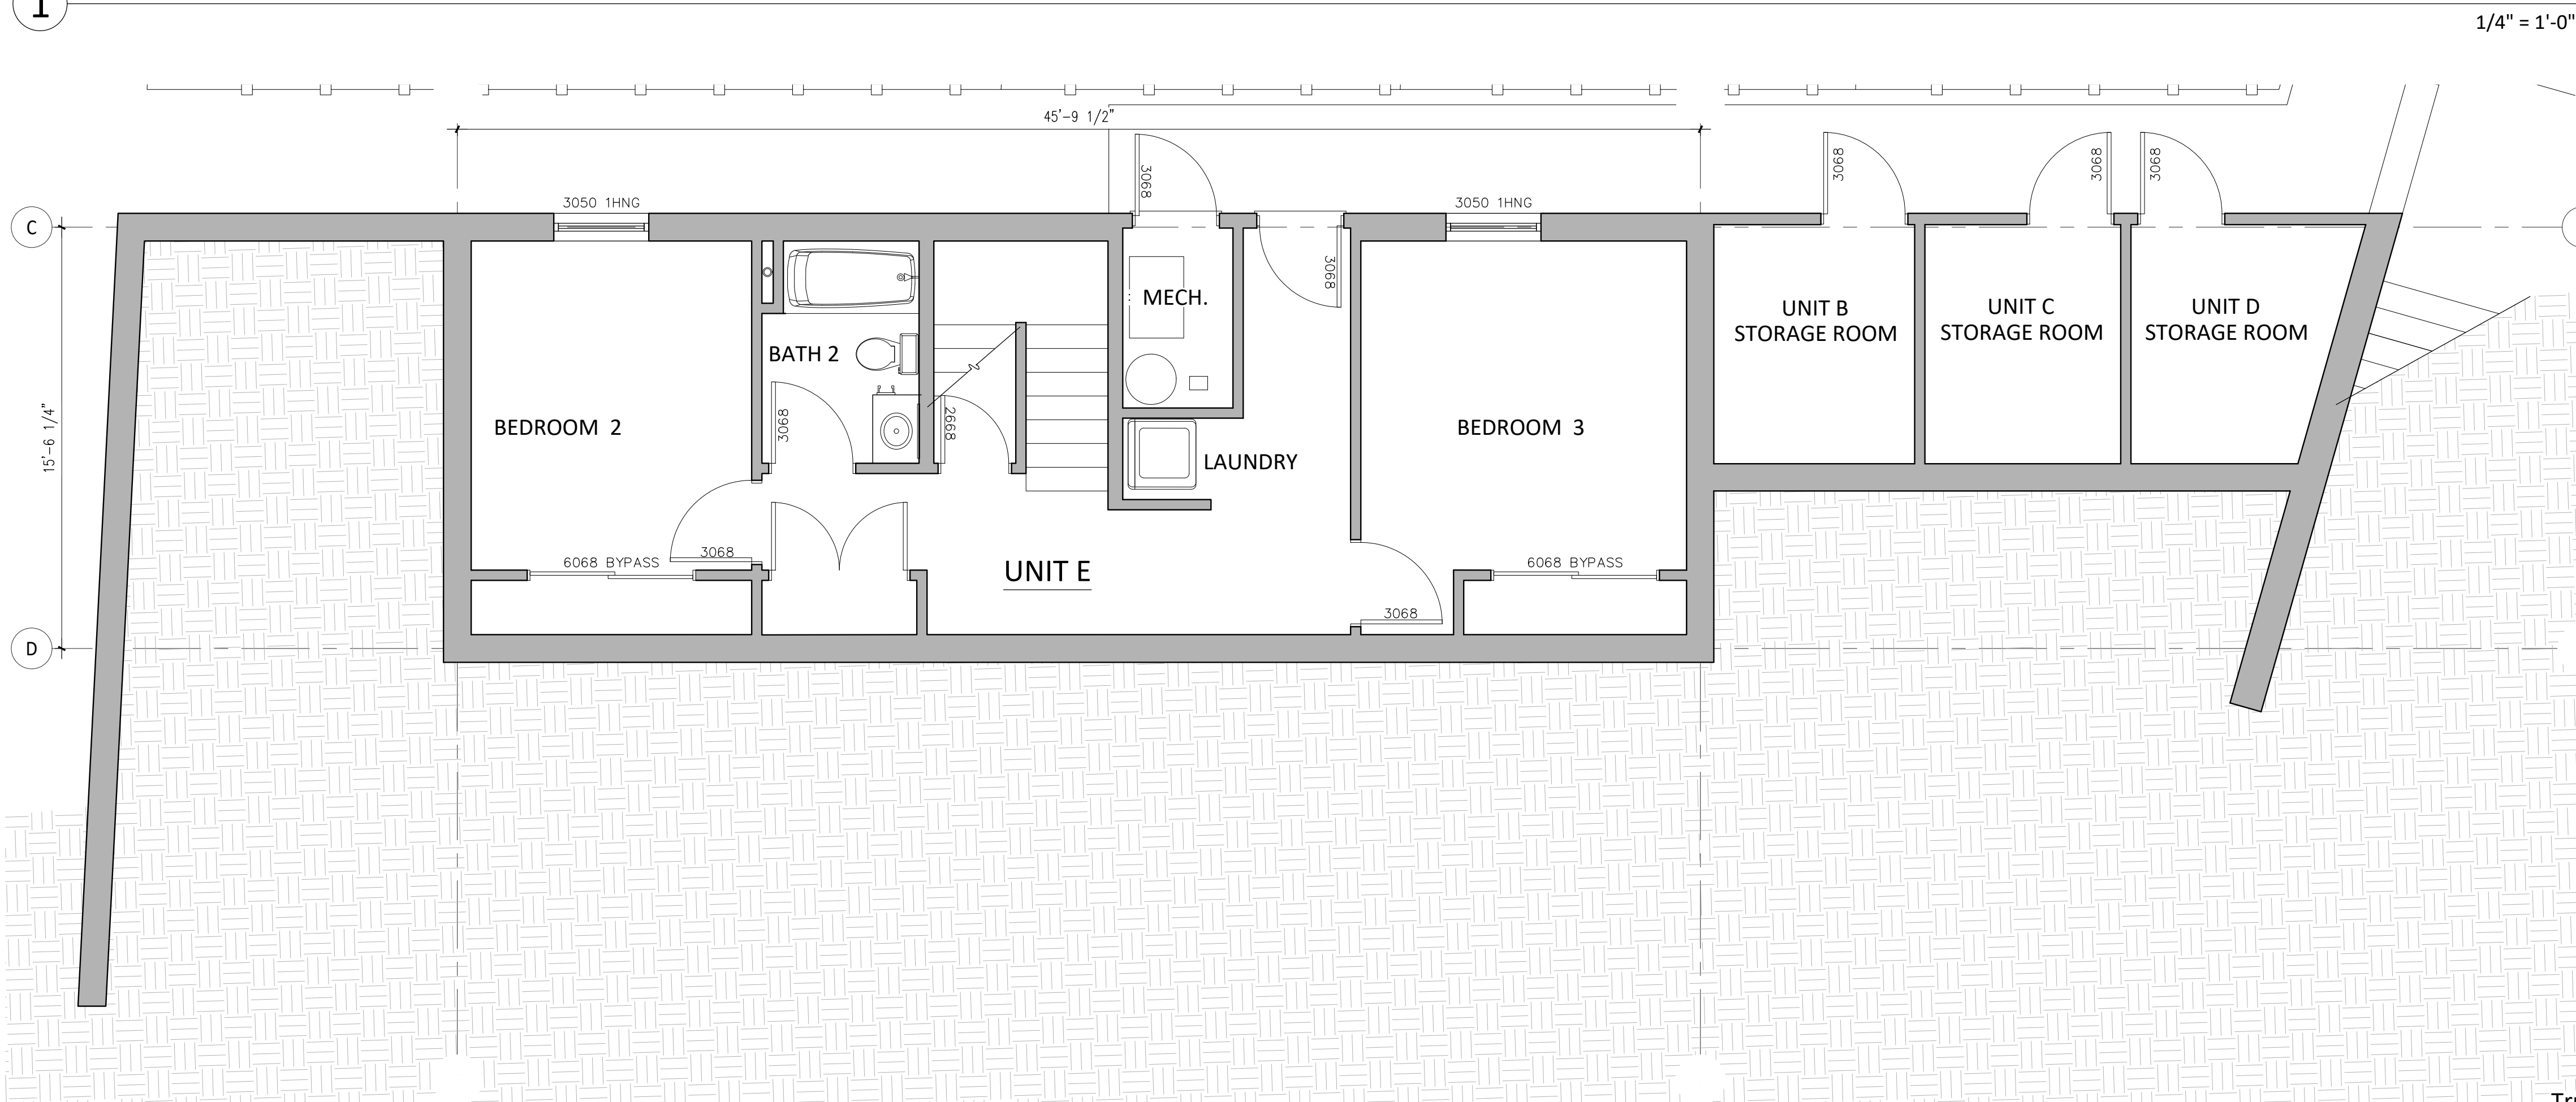 1
1/4" = 1'-0"
45'-9 1/2"
3068
3068
3068
3068
3050 1HNG
3050 1HNG
C
3068
MECH.
UNIT B
STORAGE ROOM
UNIT C
STORAGE ROOM
UNIT D
STORAGE ROOM
BATH 2
15'-6 1/4"
3068
2668
BEDROOM 2
BEDROOM 3
LAUNDRY
3068
6068 BYPASS
UNIT E
6068 BYPASS
3068
D